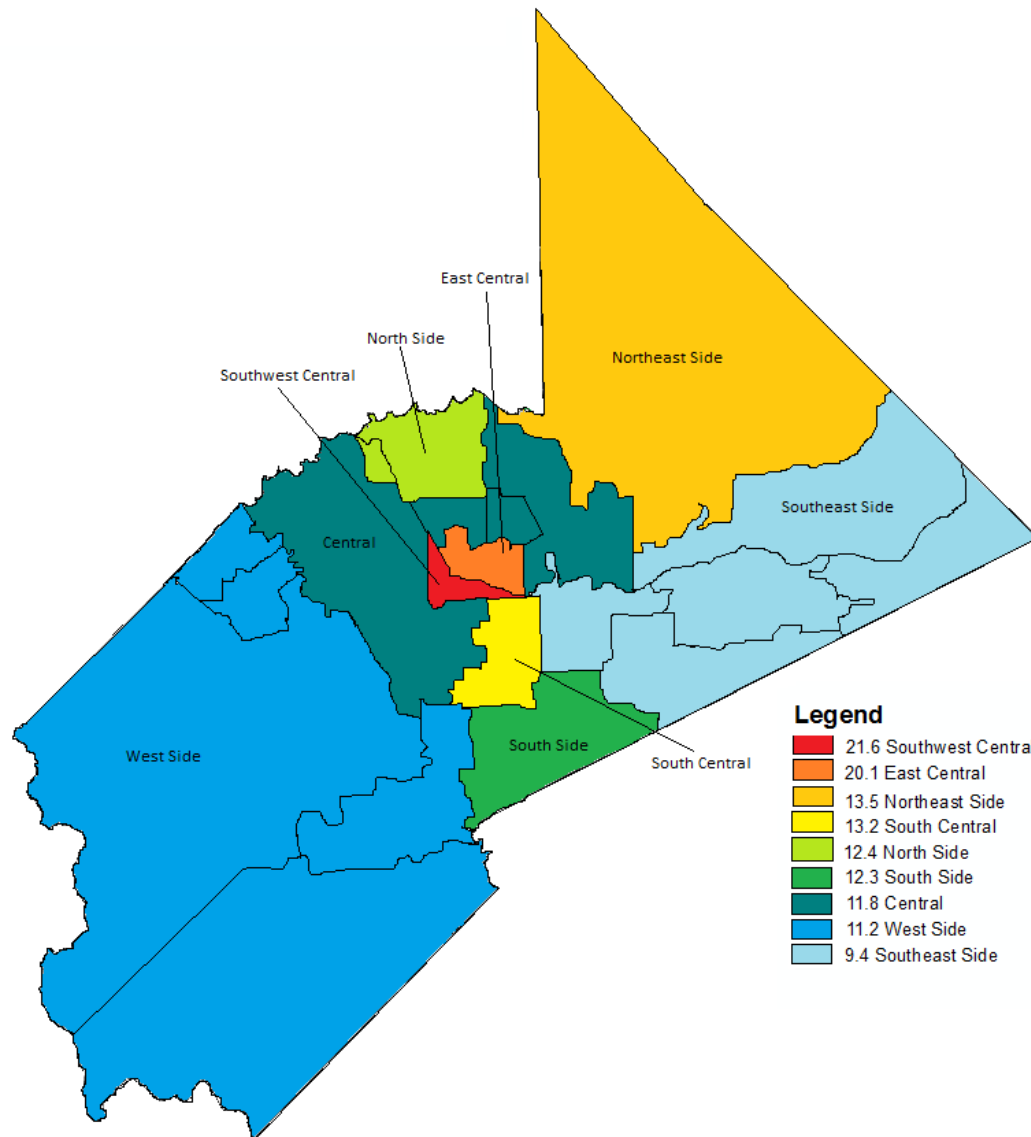 East Central
North Side
Southwest Central
Northeast Side
Southeast Side
Central
West Side
South Side
South Central
Legend
21.6 Southwest Centra
20.1 East Central
13.5 Northeast Side
13.2 South Central
12.4 North Side
12.3 South Side
11.8 Central
11.2 West Side
9.4 Southeast Side